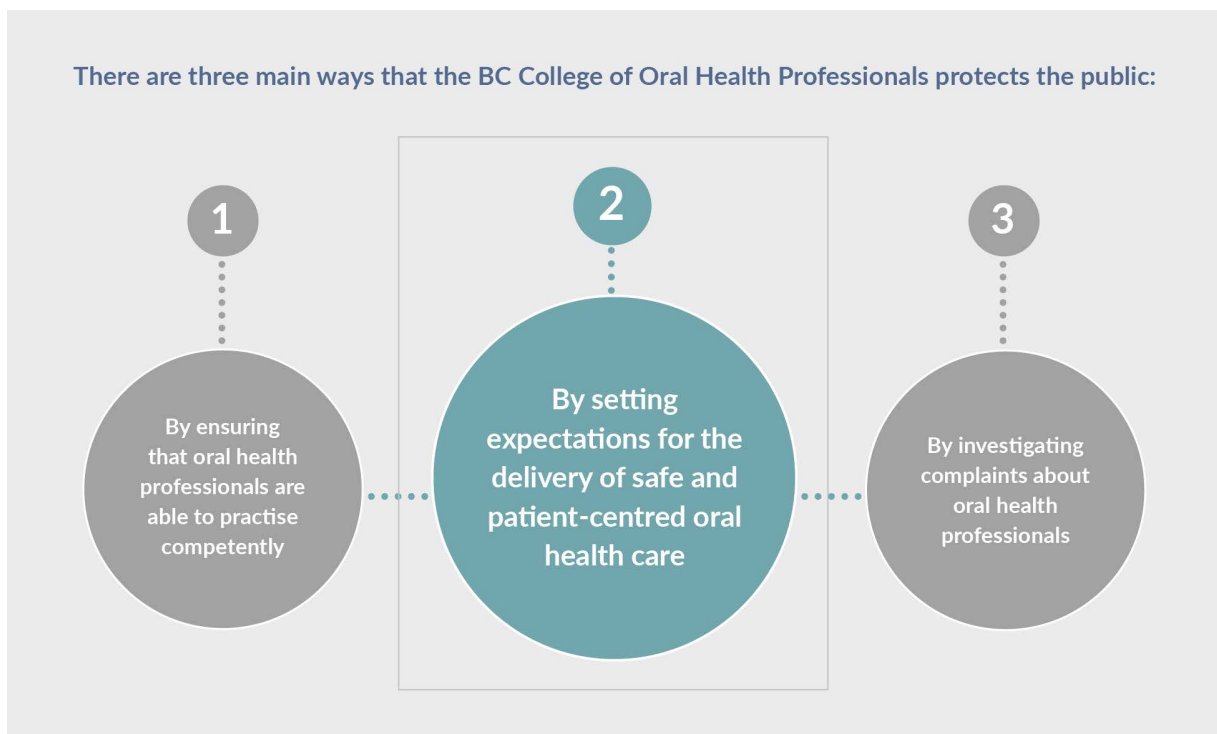 There are three main ways that the BC College of Oral Health Professionals protects the public:
1
By ensuring
that oral health
professionals are
able to practise
competently
2
By setting
expectations for the
delivery of safe and
patient-centred oral
health care
3
By investigating
complaints about
oral health
professionals